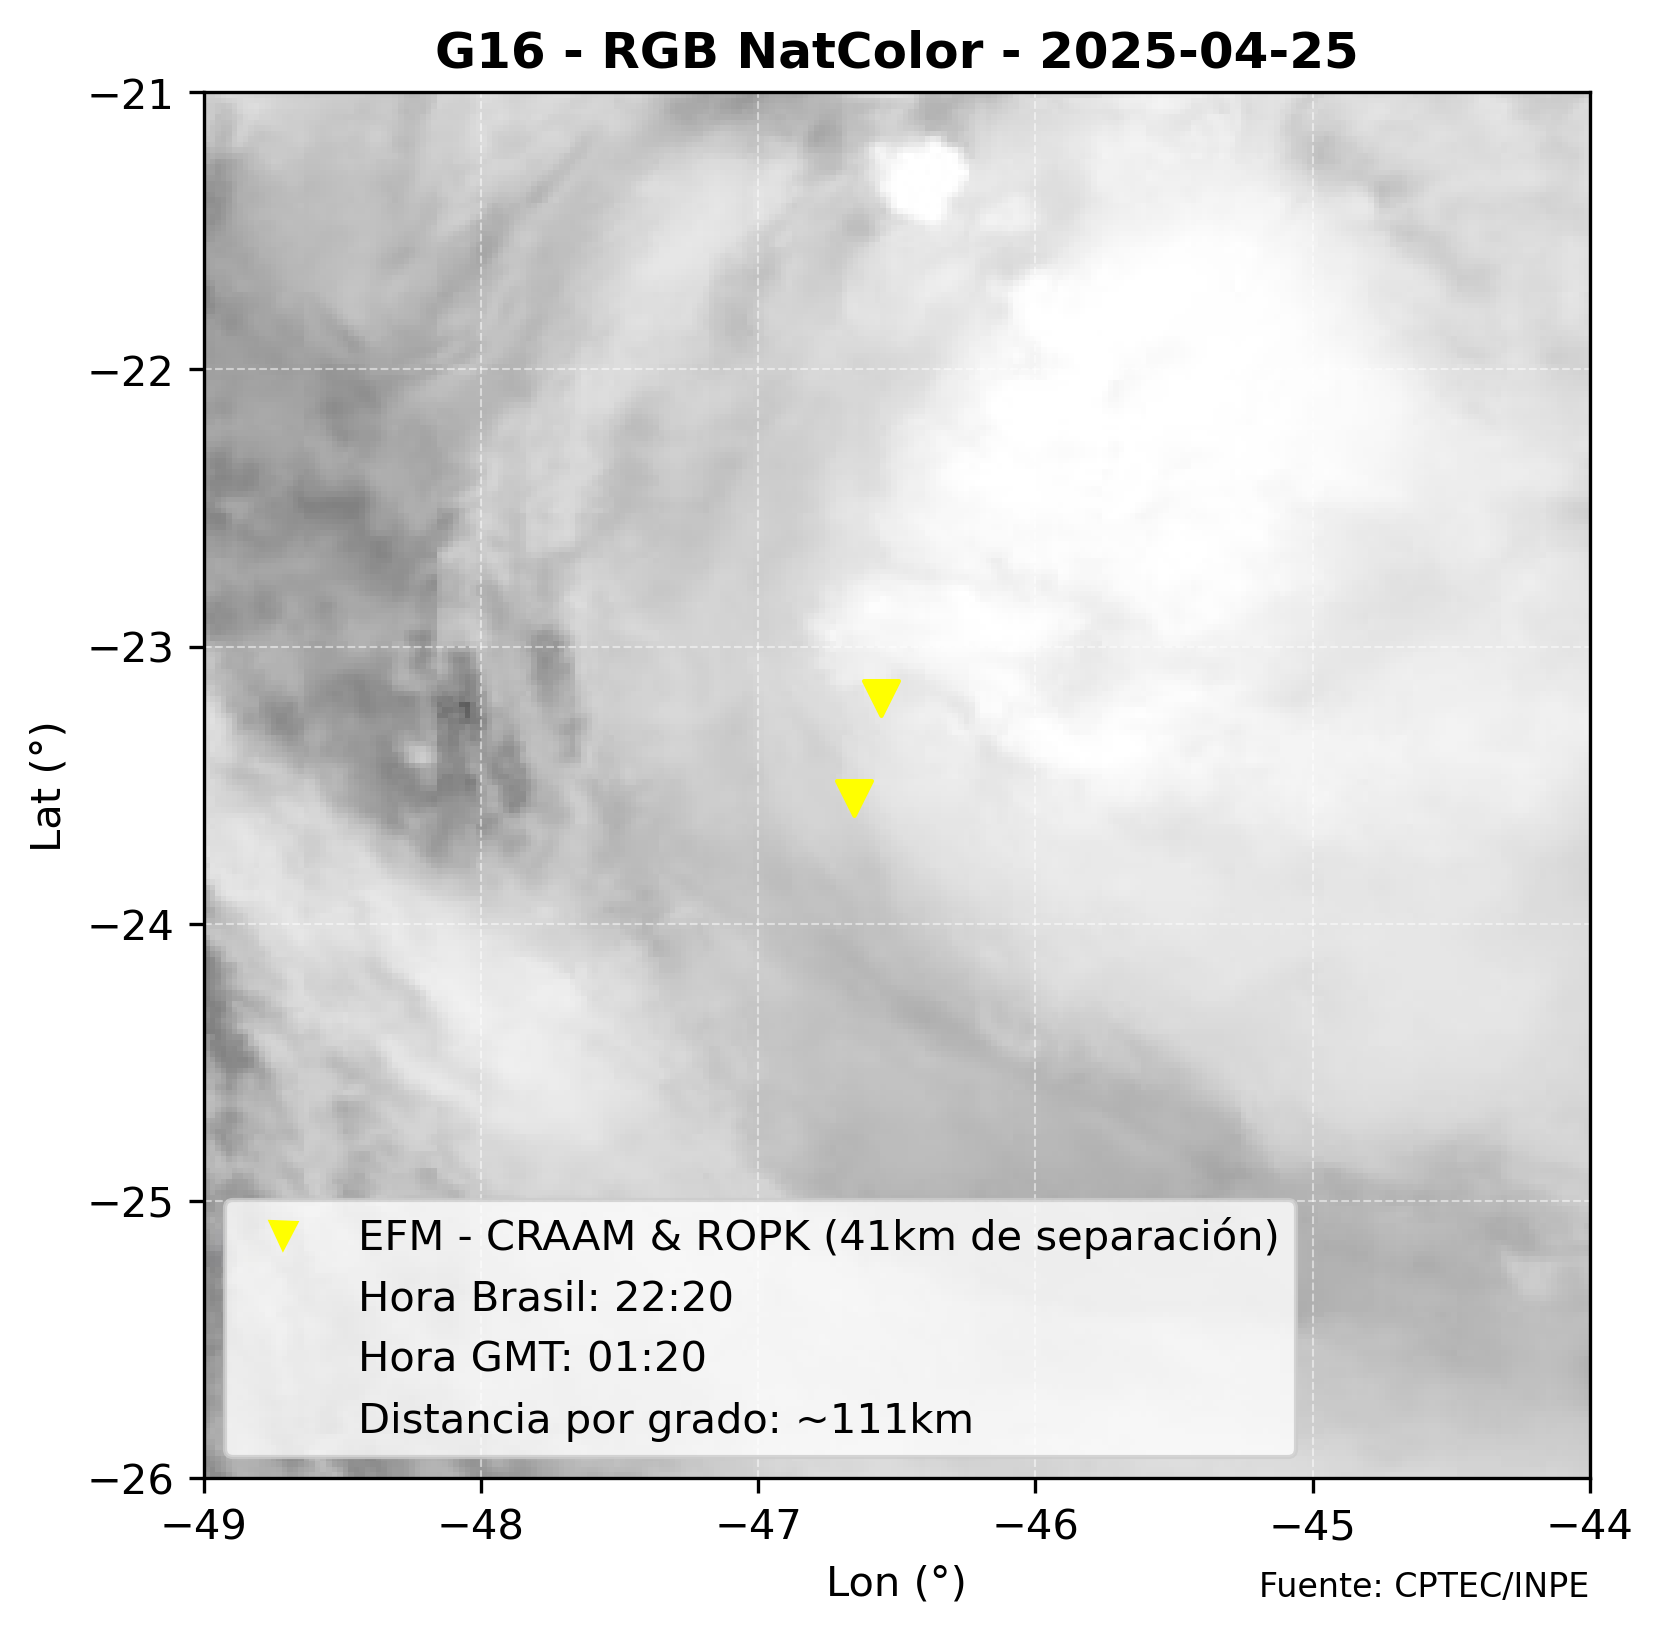 G16 - RGB NatColor - 2025-04-25
−21
−22
−23
−24
−25
−26
Lat (°)
EFM - CRAAM & ROPK (41km de separación)
Hora Brasil: 22:20
Hora GMT: 01:20
Distancia por grado: ~111km
−49 −48 −47 −46 −45 −44
Lon (°)
Fuente: CPTEC/INPE